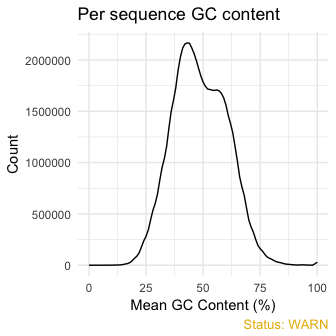 Per sequence GC content
Count
2000000
1500000
1000000
500000
0
0 25 50 75 100
Mean GC Content (%)
Status: WARN